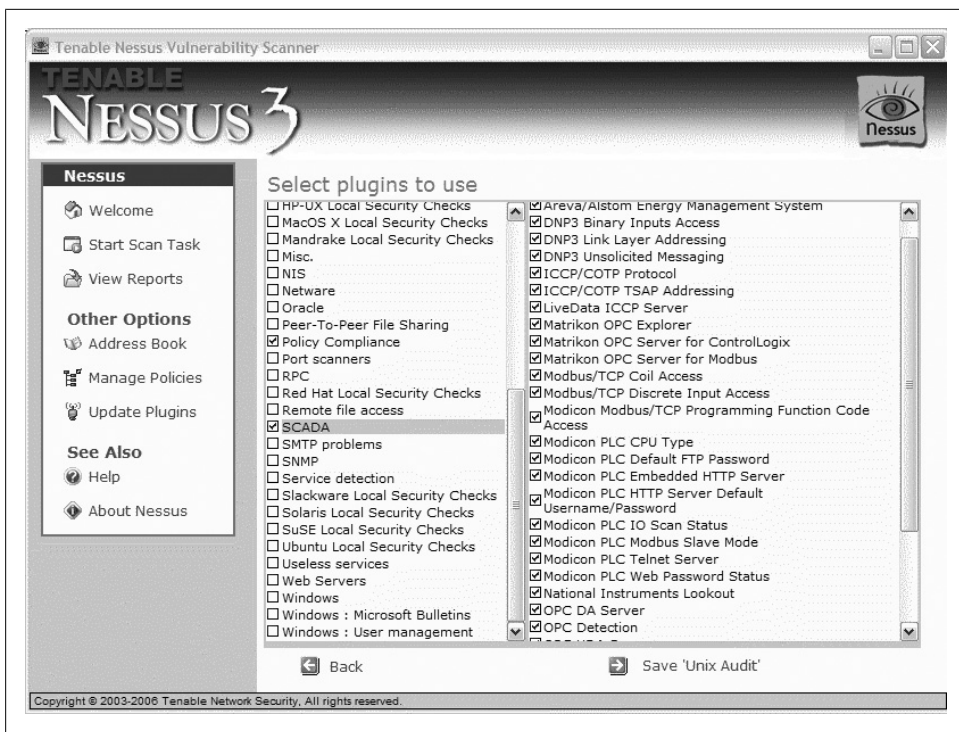 Tenable Nessus Vulnerability Scanner
TENABLE
NESSUS 3
nessus
Nessus
Welcome
Start Scan Task
View Reports
Other Options
Address Book
Manage Policies
Update Plugins
See Also
Help
About Nessus
Select plugins to use
HP-UX Local Security Checks
MacOS X Local Security Checks
Mandrake Local Security Checks
Misc.
NIS
Netware
Oracle
Peer-To-Peer File Sharing
Policy Compliance
Port scanners
RPC
Red Hat Local Security Checks
Remote file access
SCADA
SMTP problems
SNMP
Service detection
Slackware Local Security Checks
Solaris Local Security Checks
SuSE Local Security Checks
Ubuntu Local Security Checks
Useless services
Web Servers
Windows
Windows : Microsoft Bulletins
Windows : User management
Areva/Alstom Energy Management System
DNP3 Binary Inputs Access
DNP3 Link Layer Addressing
DNP3 Unsolicited Messaging
ICCP/COTP Protocol
ICCP/COTP TSAP Addressing
LiveData ICCP Server
Matrikon OPC Explorer
Matrikon OPC Server for ControlLogix
Matrikon OPC Server for Modbus
Modbus/TCP Coil Access
Modbus/TCP Discrete Input Access
Modicon Modbus/TCP Programming Function Code
Access
Modicon PLC CPU Type
Modicon PLC Default FTP Password
Modicon PLC Embedded HTTP Server
Modicon PLC HTTP Server Default
Username/Password
Modicon PLC IO Scan Status
Modicon PLC Modbus Slave Mode
Modicon PLC Telnet Server
Modicon PLC Web Password Status
National Instruments Lookout
OPC DA Server
OPC Detection
Back
Save 'Unix Audit'
Copyright © 2003-2006 Tenable Network Security, All rights reserved.